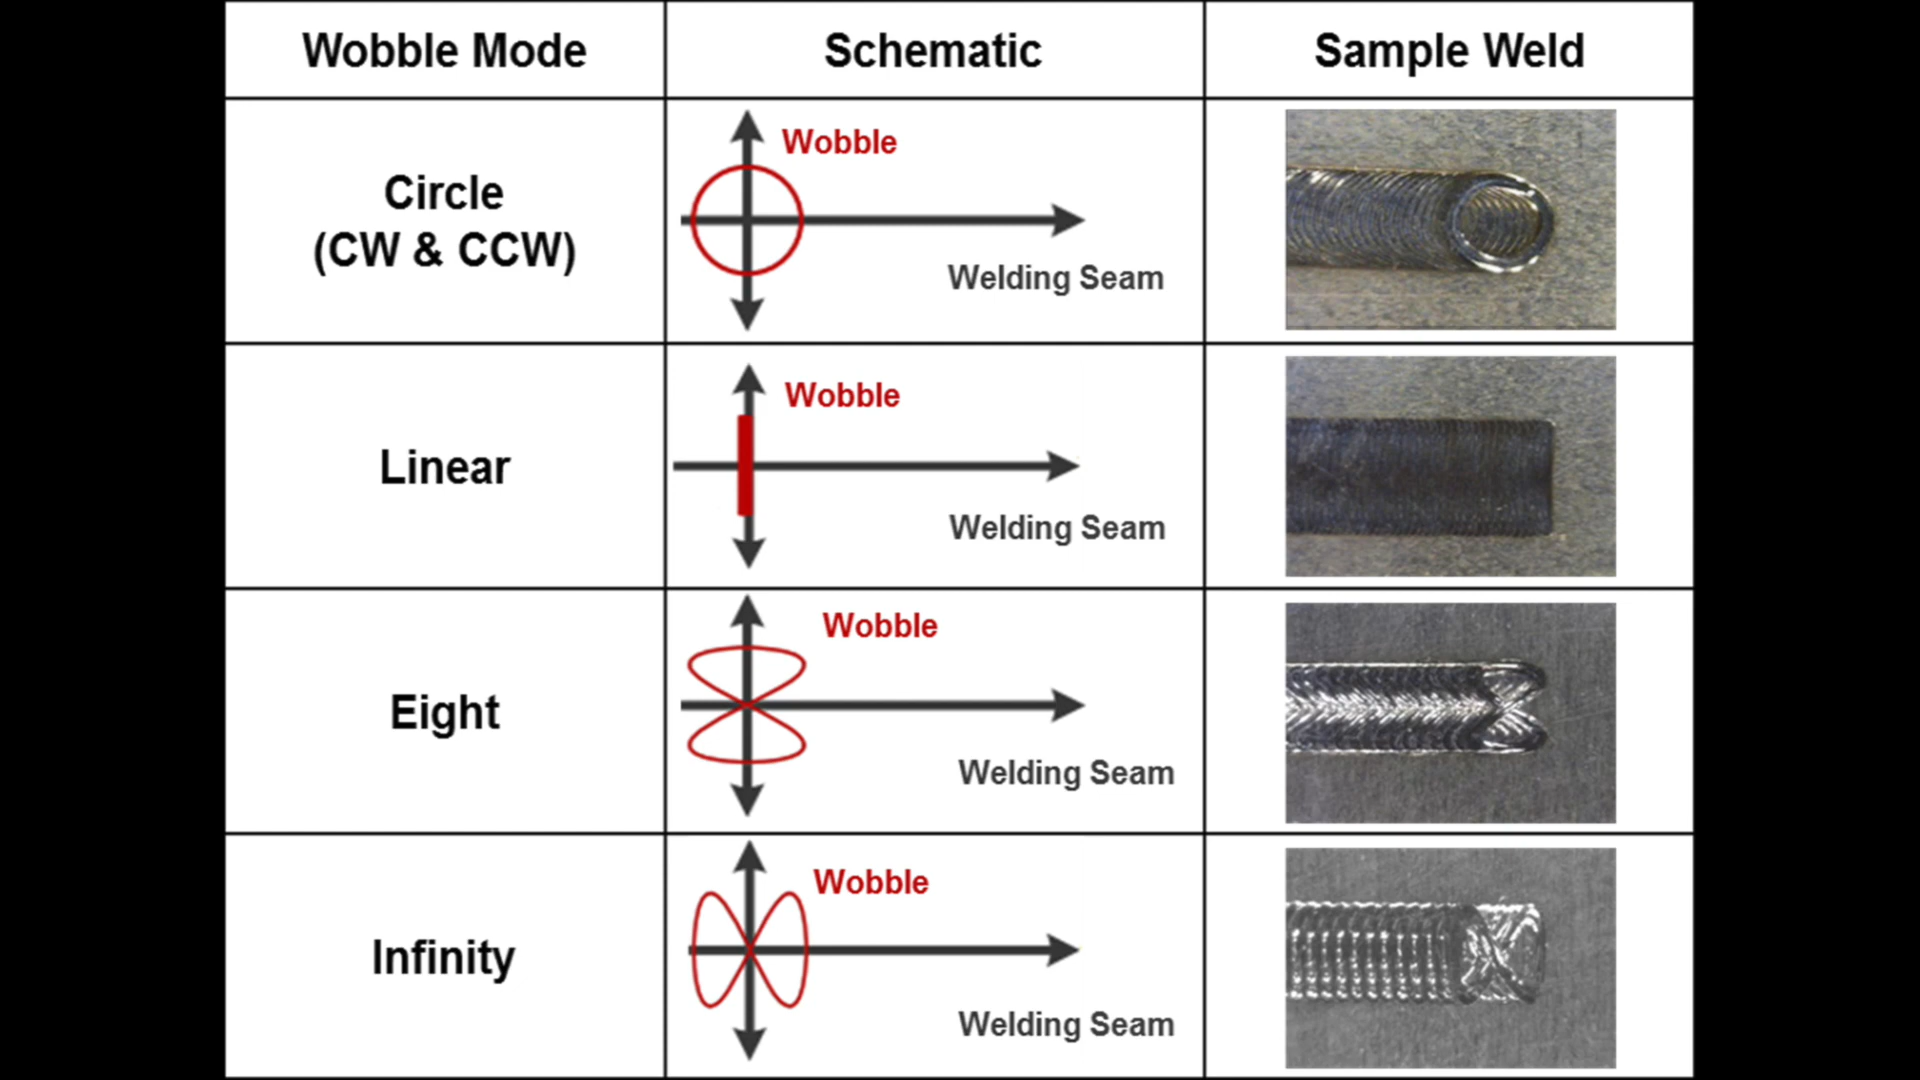 Wobble Mode
Schematic
Sample Weld
Circle
(CW & CCW)
Wobble
Welding Seam
Linear
Wobble
Welding Seam
Eight
Wobble
Welding Seam
Infinity
Wobble
Welding Seam